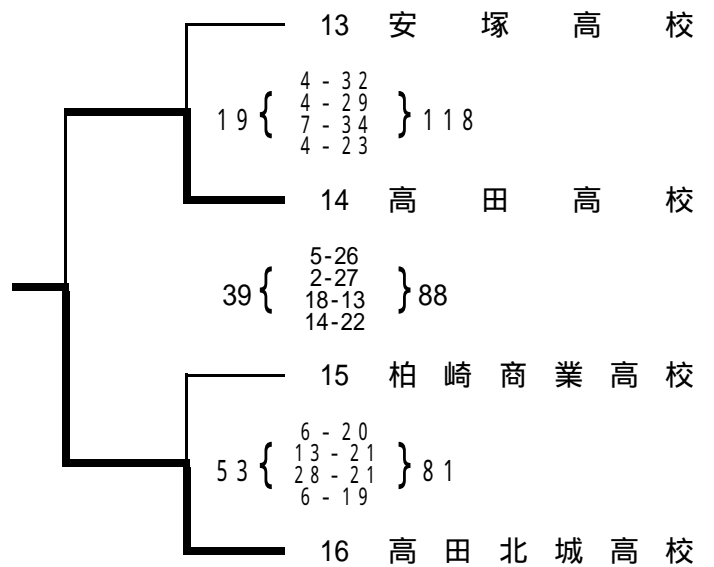 13 安塚高校
4 - 32
4 - 29
19 { } 118
7 - 34
4 - 23
14 高田高校
5-26
2-27
39 { } 88
18-13
14-22
15 柏崎商業高校
6 - 20
13 - 21
53 { } 81
28 - 21
6 - 19
16 高田北城高校